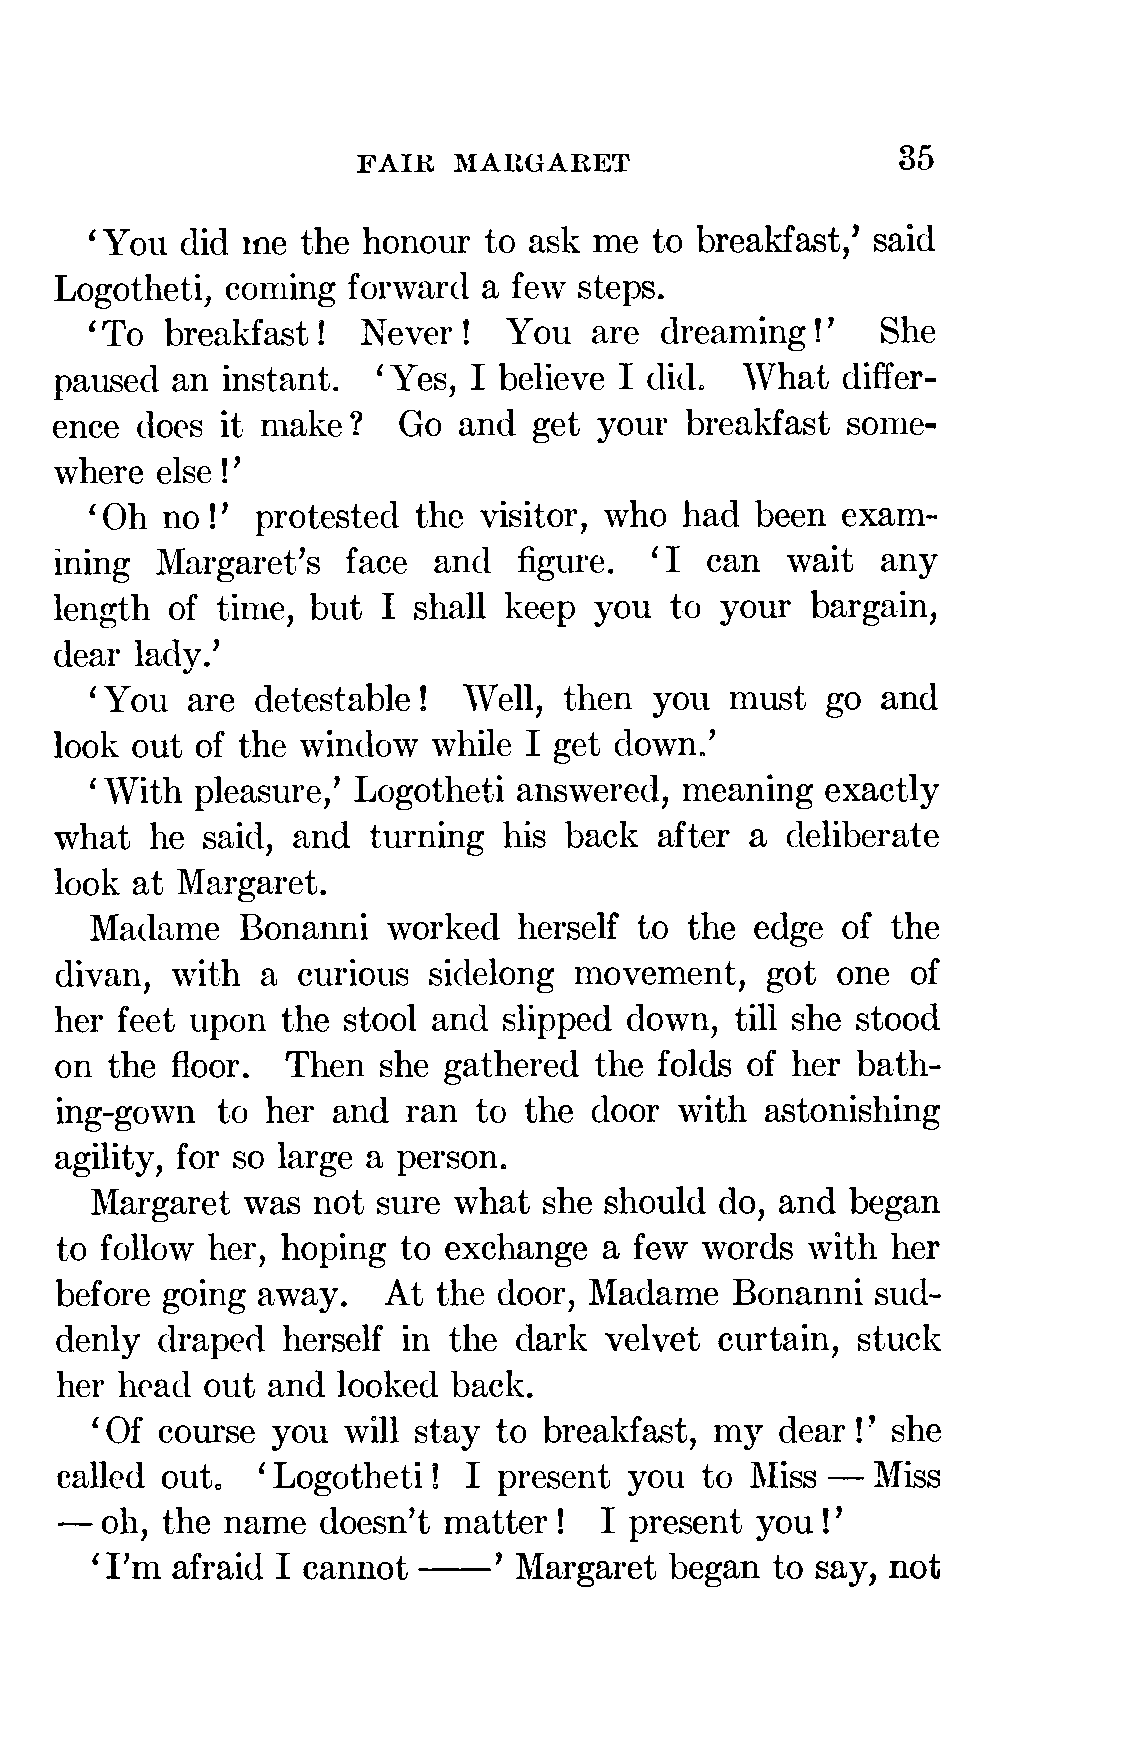 FAIR MARGARET 35
‘You did me the honour to ask me to breakfast,’ said
Logotheti, coming forward a few steps.
‘To breakfast! Never! You are dreaming!’ She
paused an instant. ‘Yes, I believe I did. What differ-
ence does it make? Go and get your breakfast some-
where else!’
‘Oh no!’ protested the visitor, who had been exam-
ining Margaret’s face and figure. ‘I can wait any
length of time, but I shall keep you to your bargain,
dear lady.’
‘You are detestable! Well, then you must go and
look out of the window while I get down.’
‘With pleasure,’ Logotheti answered, meaning exactly
what he said, and turning his back after a deliberate
look at Margaret.
Madame Bonanni worked herself to the edge of the
divan, with a curious sidelong movement, got one of
her feet upon the stool and slipped down, till she stood
on the floor. Then she gathered the folds of her bath-
ing-gown to her and ran to the door with astonishing
agility, for so large a person.
Margaret was not sure what she should do, and began
to follow her, hoping to exchange a few words with her
before going away. At the door, Madame Bonanni sud-
denly draped herself in the dark velvet curtain, stuck
her head out and looked back.
‘Of course you will stay to breakfast, my dear!’ she
called out. ‘Logotheti! I present you to Miss — Miss
— oh, the name doesn’t matter! I present you!’
‘I’m afraid I cannot ——’ Margaret began to say, not